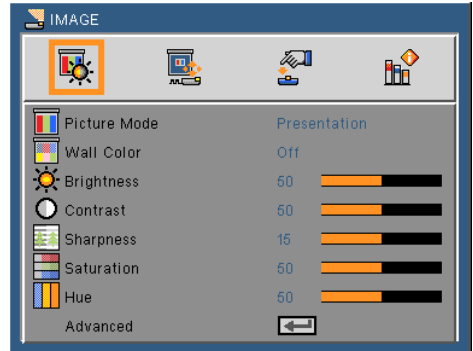 IMAGE
Picture Mode Presentation
Wall Color Off
Brightness 50
Contrast 50
Sharpness 15
Saturation 50
Hue 50
Advanced